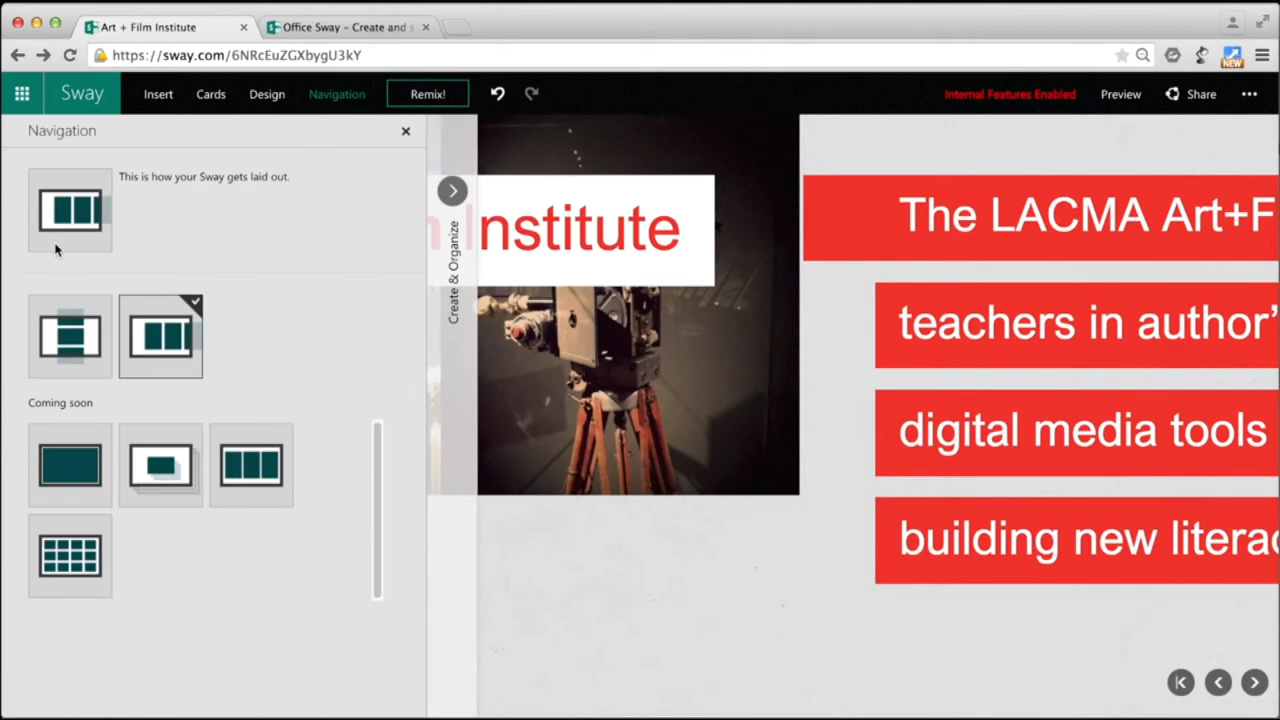 Art + Film Institute
Office Sway – Create and s
https://sway.com/6NRcEuZGXbygU3kY
NEW
Sway
Insert
Cards
Design
Navigation
Remix!
Internal Features Enabled
Preview
Share
Navigation
This is how your Sway gets laid out.
Coming soon
Create & Organize
m Institute
The LACMA Art+F
teachers in author’
digital media tools
building new literac